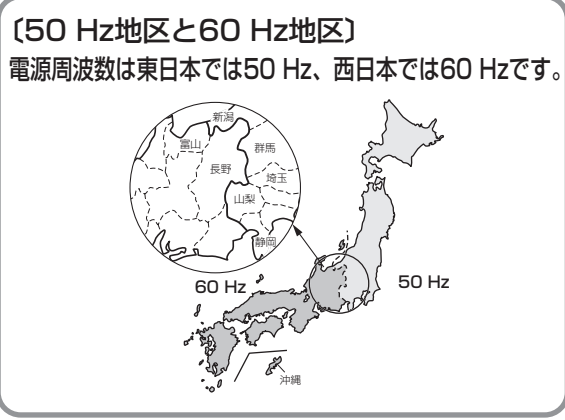 〔50 Hz地区と60 Hz地区〕
電源周波数は東日本では50 Hz、西日本では60 Hzです。
新潟
富山
群馬
長野
埼玉
山梨
静岡
60 Hz
50 Hz
沖縄